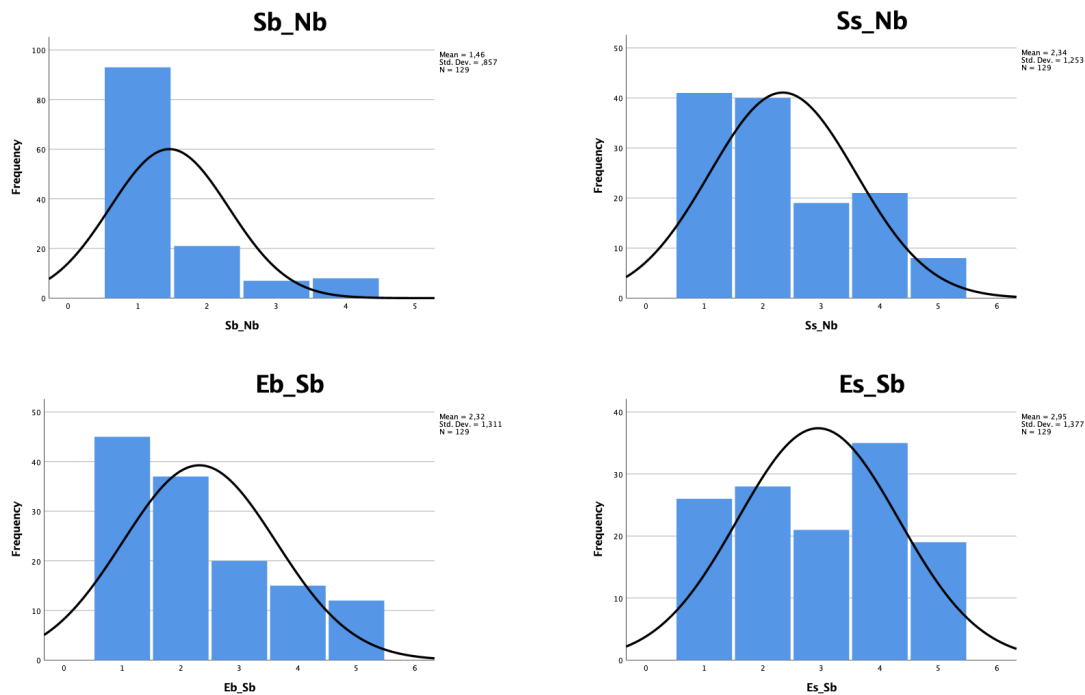 Sb_Nb
Mean = 1,46
Std. Dev. = ,857
N = 129
100
80
60
40
20
0
Frequency
0 1 2 3 4 5
Sb_Nb
Ss_Nb
Mean = 2,34
Std. Dev. = 1,253
N = 129
50
40
30
20
10
0
Frequency
0 1 2 3 4 5 6
Ss_Nb
Eb_Sb
Mean = 2,32
Std. Dev. = 1,311
N = 129
50
40
30
20
10
0
Frequency
0 1 2 3 4 5 6
Eb_Sb
Es_Sb
Mean = 2,95
Std. Dev. = 1,377
N = 129
40
30
20
10
0
Frequency
0 1 2 3 4 5 6
Es_Sb